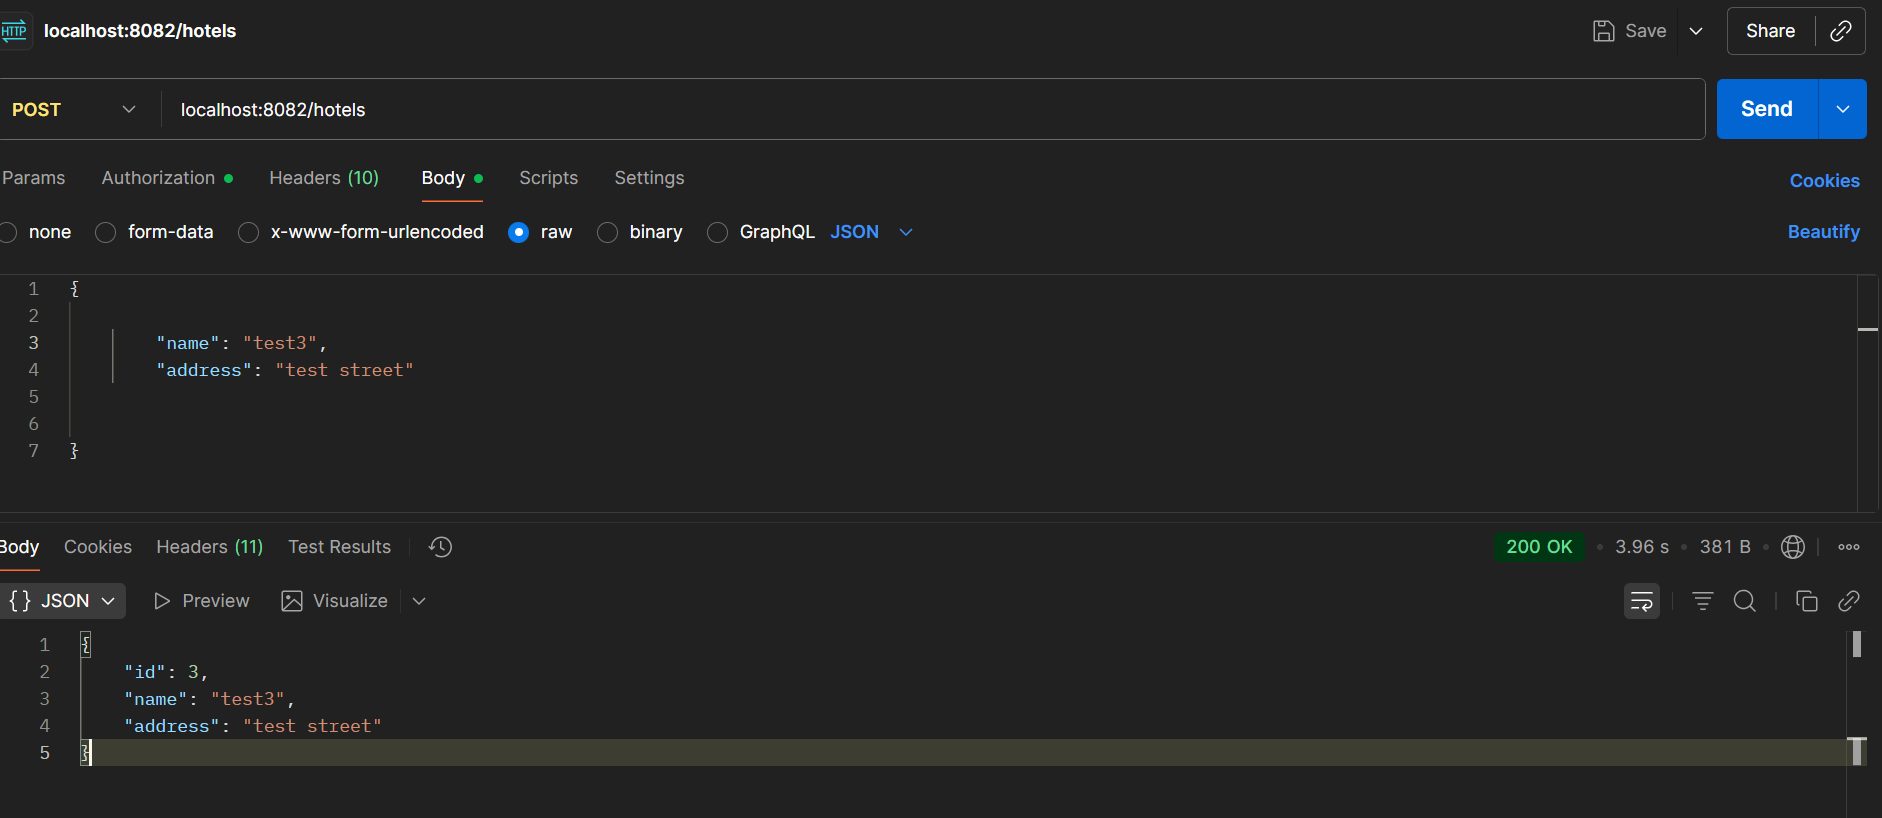 HTTP localhost:8082/hotels Save Share
POST localhost:8082/hotels Send
Params Authorization Headers (10) Body Scripts Settings Cookies
none form-data x-www-form-urlencoded raw binary GraphQL JSON Beautify
1 {
2
3 "name": "test3",
4 "address": "test street"
5
6
7 }
Body Cookies Headers (11) Test Results 200 OK • 3.96 s • 381 B •
{} JSON Preview Visualize
1 {
2 "id": 3,
3 "name": "test3",
4 "address": "test street"
5 }